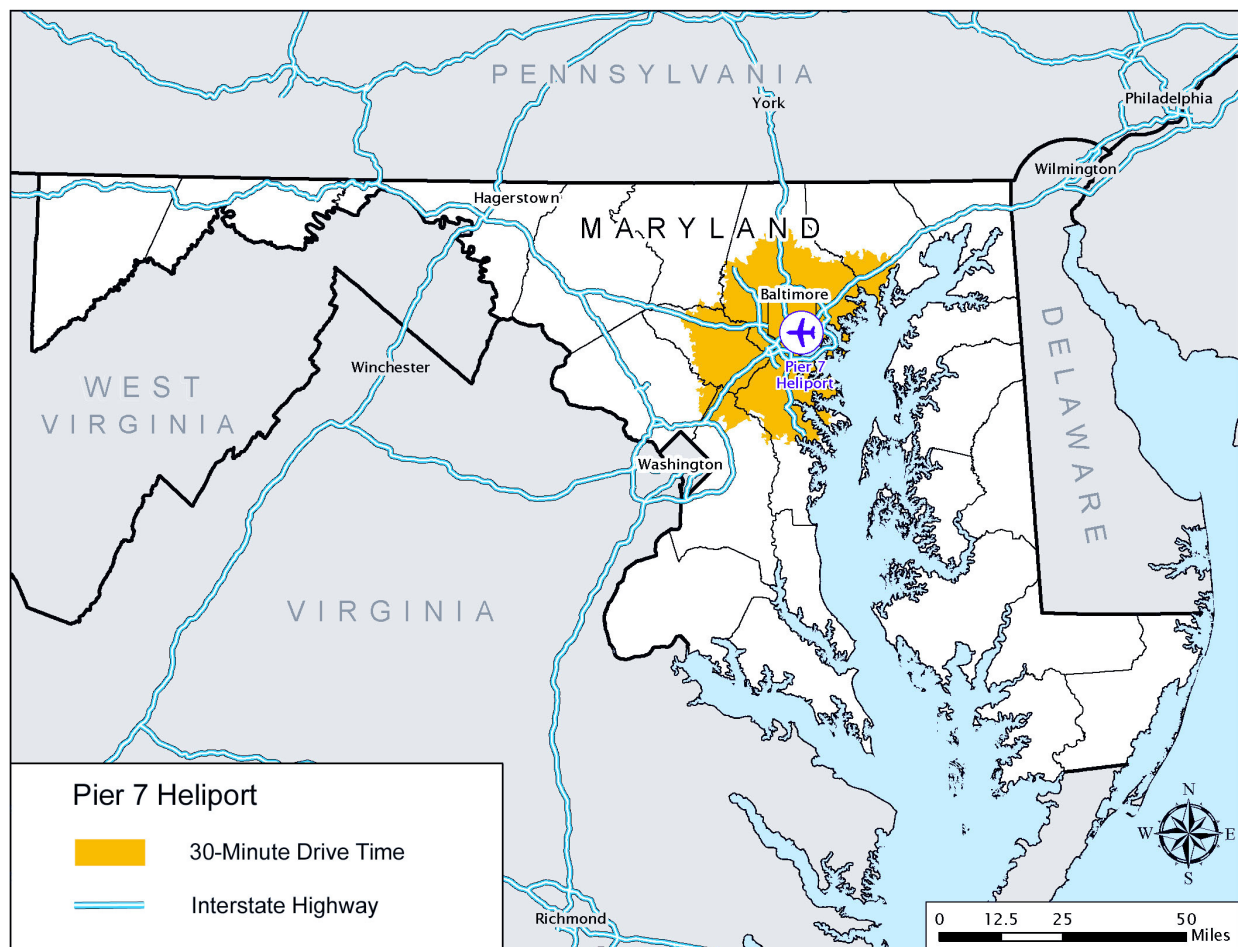 PENNSYLVANIA
Philadelphia
York
Wilmington
Hagerstown
MARYLAND
Baltimore
Pier 7
Heliport
Winchester
WEST
VIRGINIA
DELAWARE
Washington
VIRGINIA
Pier 7 Heliport
30-Minute Drive Time
Interstate Highway
Richmond
N
W
E
S
0 12.5 25 50
Miles